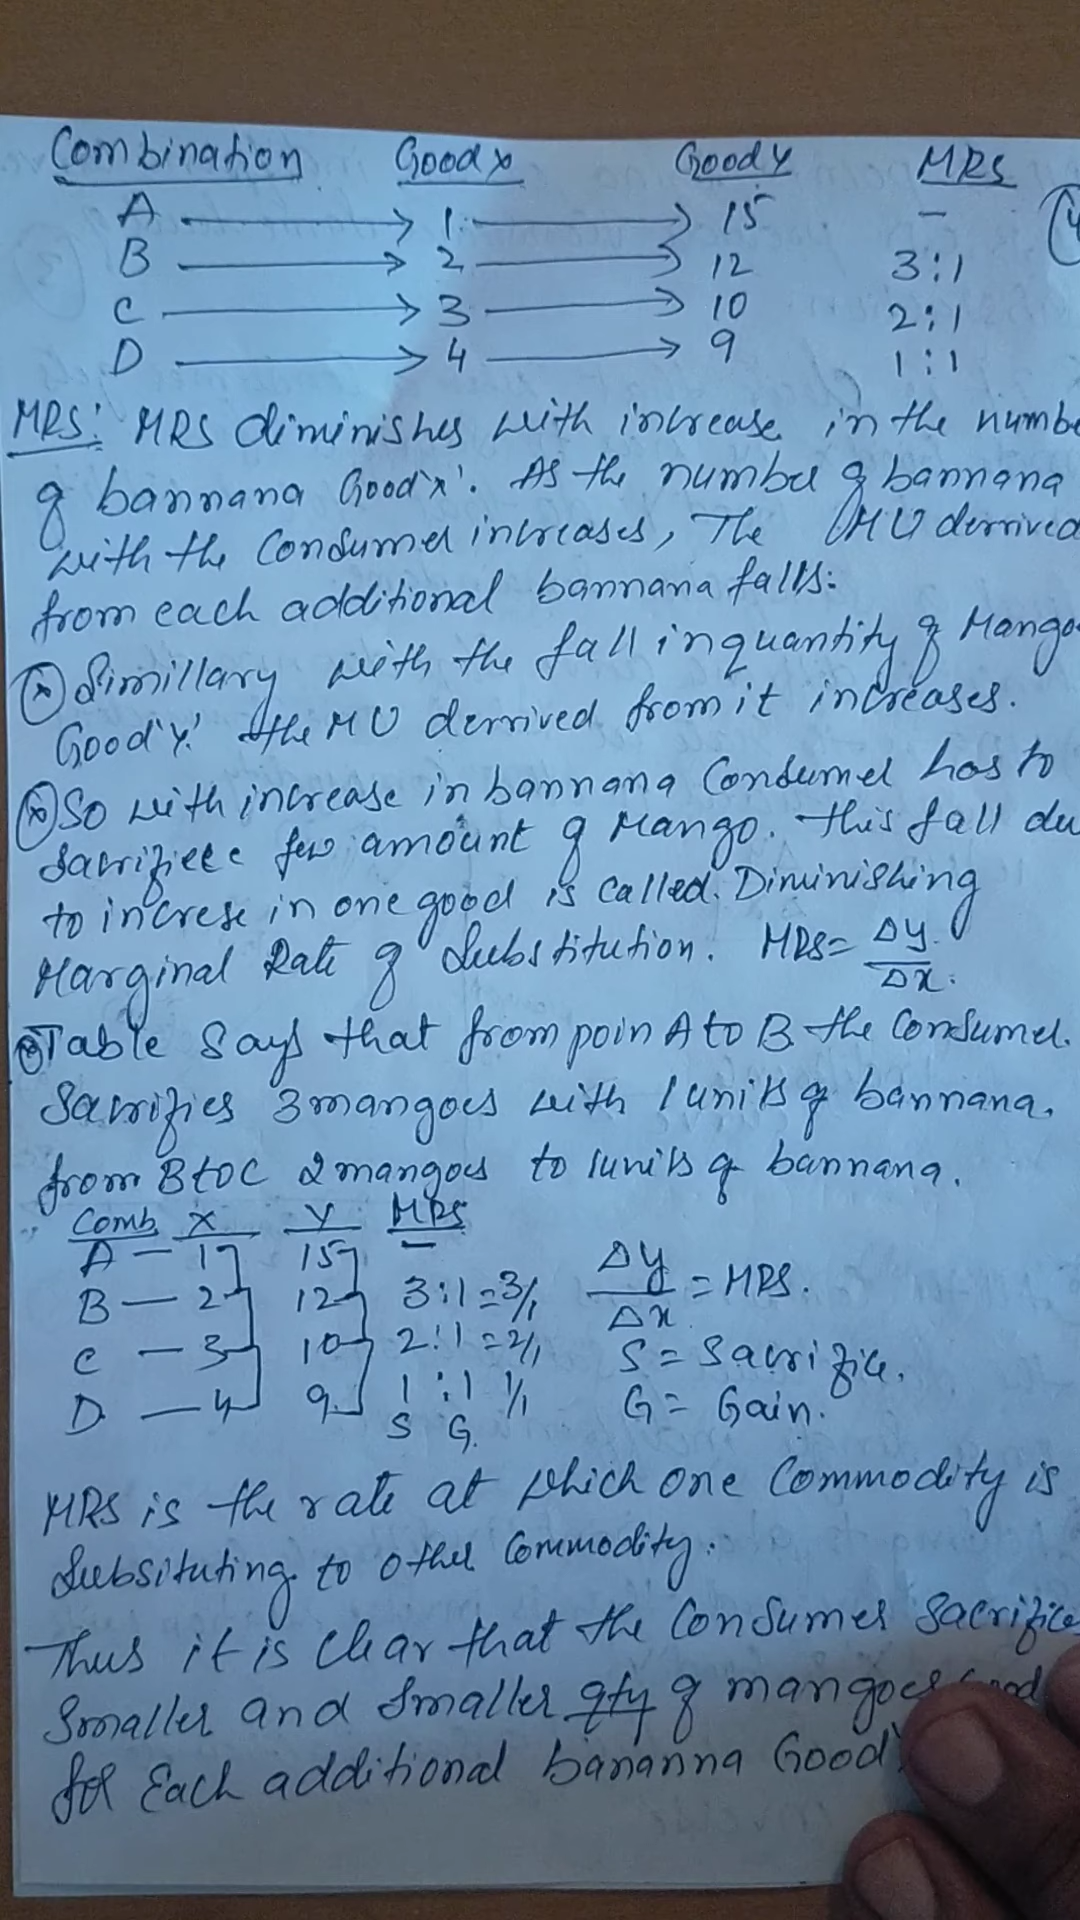 Combination Good x Good y MRS
A → 1 → 15 -
B → 2 → 12 3:1
C → 3 → 10 2:1
D → 4 → 9 1:1
MRS: MRS diminishes with increase in the numbe
of bannana Good 'x'. As the number of bannana
with the Consumer increases, The MU derrived
from each additional bannana falls.
Simillary with the fall in quantity of Mango
Good 'y' the MU derrived from it increases.
So with increase in bannana Consumer has to
few amount of Mango. this fall du
to increse in one good is called Diminishing
Marginal Rate of Substitution. MRS = Δy/Δx.
Table Says that from poin A to B the Consumer
Sacrifies 3 mangoes with 1 units of bannana.
from B to C 2 mangoes to 1 units of bannana.
Comb X Y MRS
A - 1 15 -
B - 2 12 3:1 = 3/1 Δy/Δx = MRS.
C - 3 10 2:1 = 2/1 S = Sacrifice.
D - 4 9 1:1 1/1 G = Gain.
S G.
MRS is the rate at which one Commodity is
Subsituting to other Commodity.
Thus it is clear that the Consumer Sacrifice
Smaller and Smaller qty of mangoes
for Each additional bananna Good